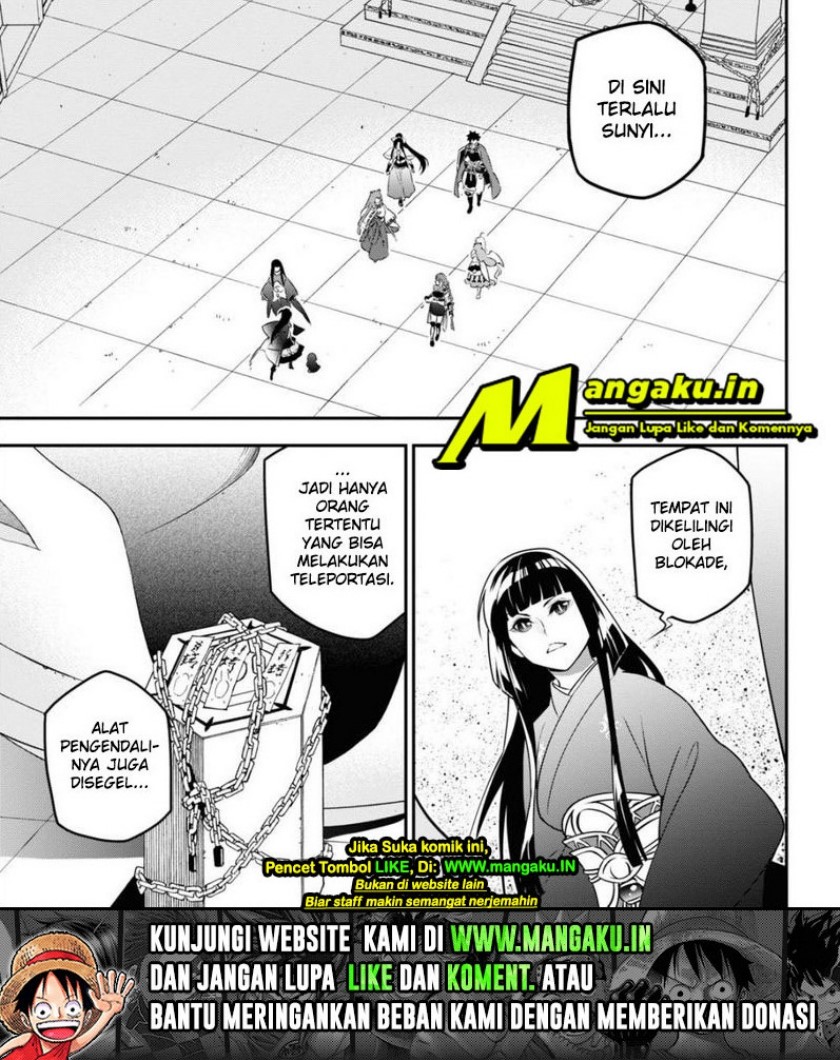 DI SINI
TERLALU
SUNYI...
Mangaku.in
Jangan Lupa Like dan Komennya
TEMPAT INI
DIKELILINGI
OLEH
BLOKADE,
...
JADI HANYA
ORANG
TERTENTU
YANG BISA
MELAKUKAN
TELEPORTASI.
ALAT
PENGENDALI-
NYA JUGA
DISEGEL...
Jika Suka komik ini,
Pencet Tombol LIKE, Di: WWW.mangaku.IN
Bukan di website lain
Biar staff makin semangat nerjemahin
KUNJUNGI WEBSITE KAMI DI WWW.MANGAKU.IN
DAN JANGAN LUPA LIKE DAN KOMENT. ATAU
BANTU MERINGANKAN BEBAN KAMI DENGAN MEMBERIKAN DONASI